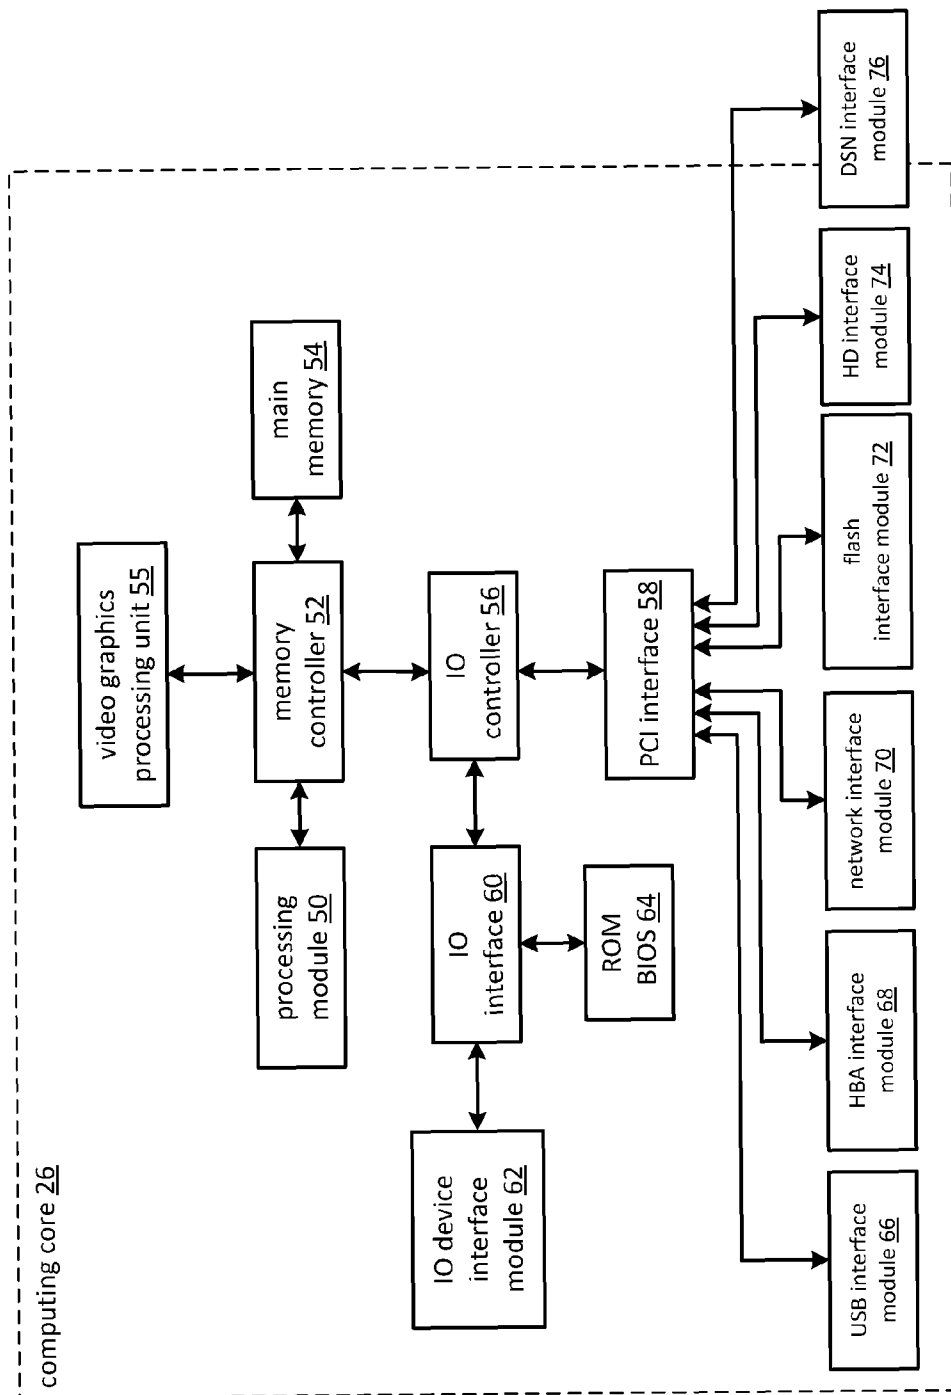 computing core 26
video graphics
processing unit 55
processing
module 50
memory
controller 52
main
memory 54
IO device
interface
module 62
IO
interface 60
IO
controller 56
ROM
BIOS 64
PCI interface 58
USB interface
module 66
HBA interface
module 68
network interface
module 70
flash
interface module 72
HD interface
module 74
DSN interface
module 76